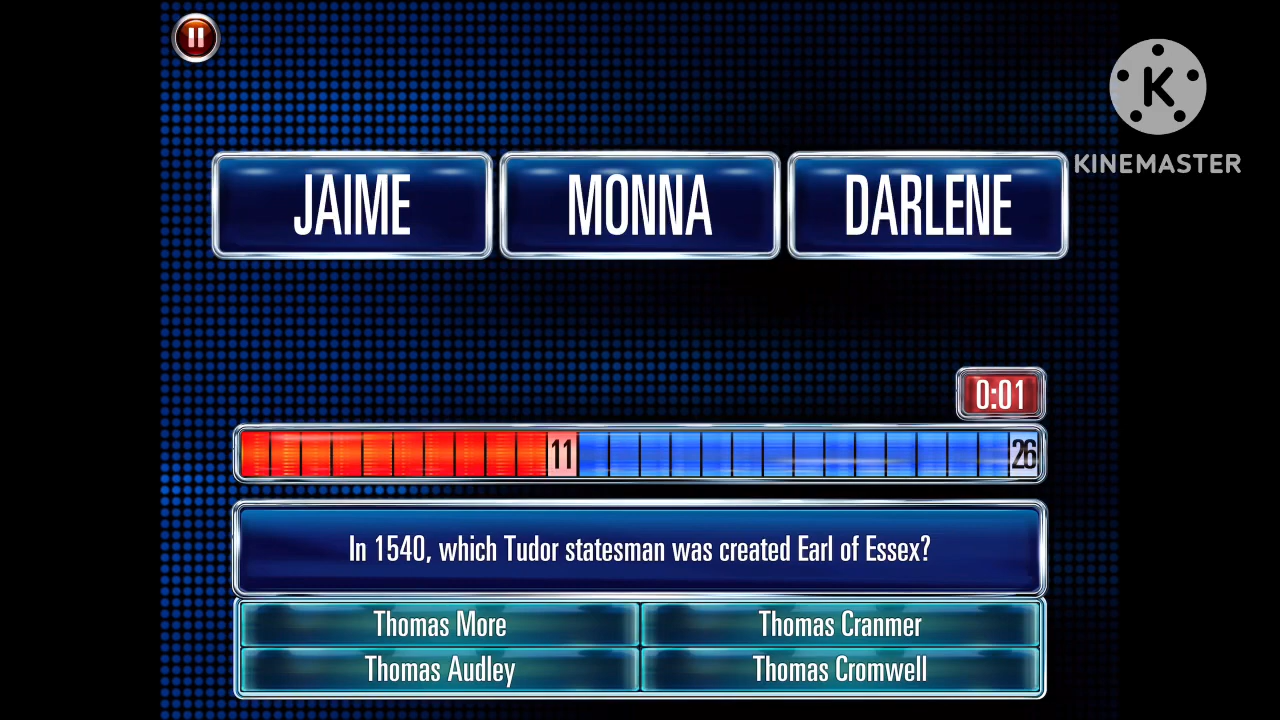 K
KINEMASTER
JAIME
MONNA
DARLENE
0:01
11
26
In 1540, which Tudor statesman was created Earl of Essex?
Thomas More
Thomas Cranmer
Thomas Audley
Thomas Cromwell